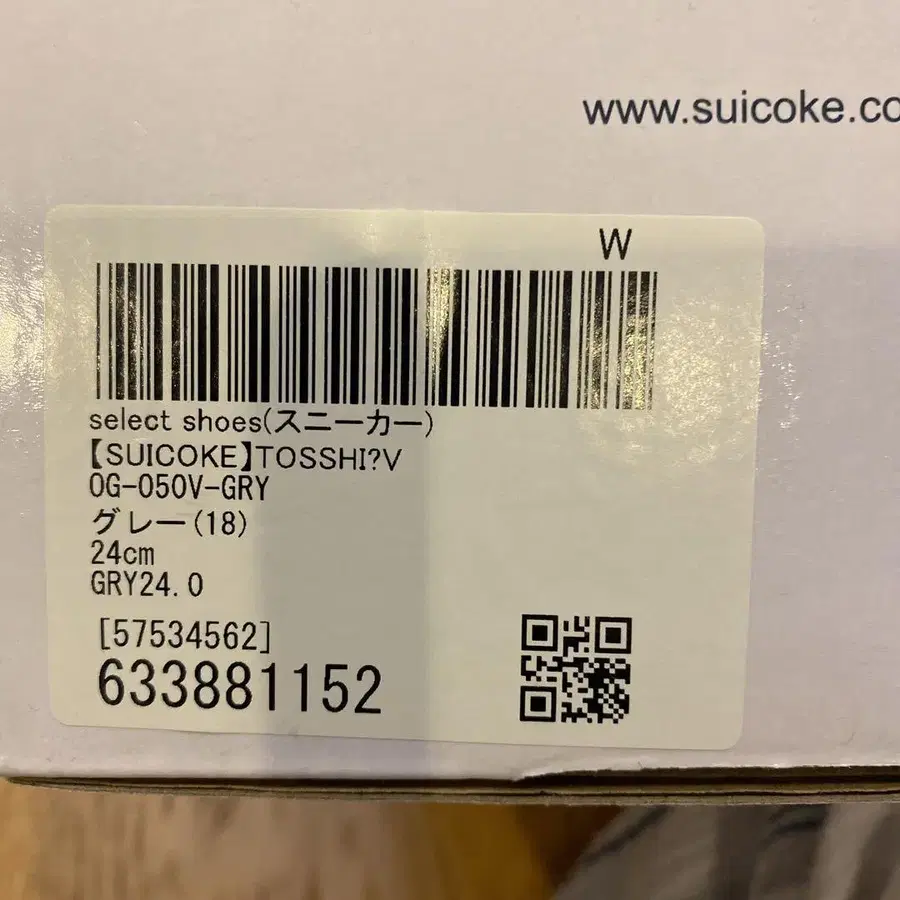 www.suicoke.co
W
select shoes(スニーカー)
【SUICOKE】TOSSHI?V
OG-050V-GRY
グレー(18)
24cm
GRY24.0
[57534562]
633881152